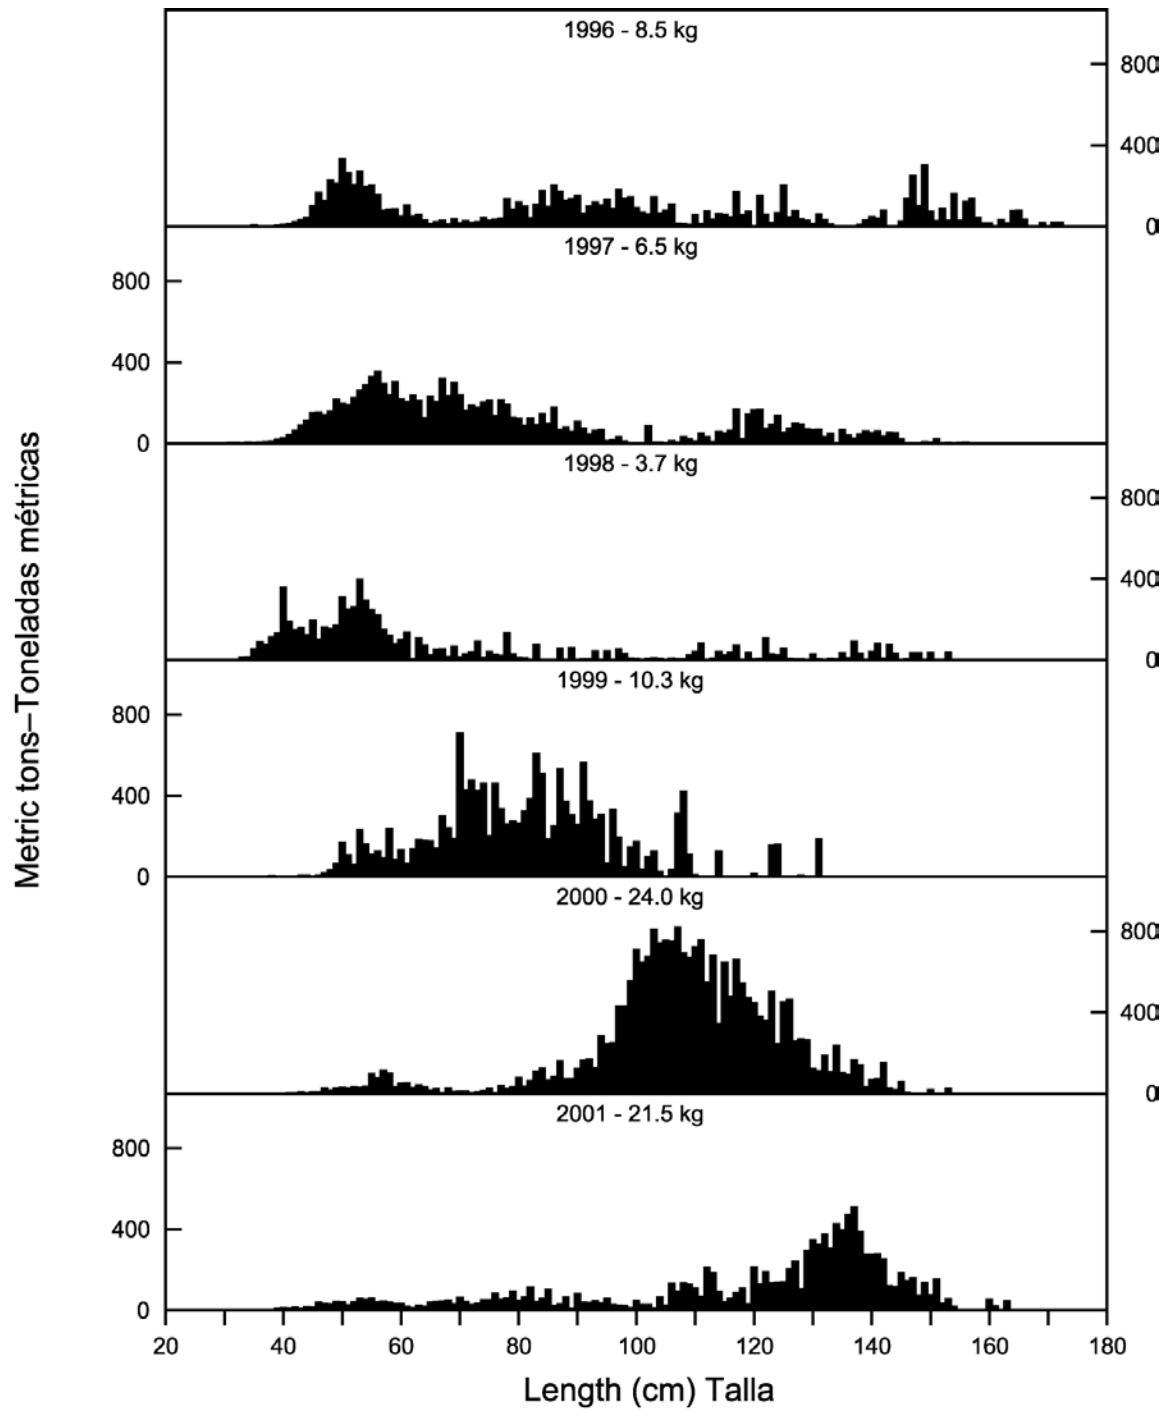 1996 - 8.5 kg
800
400
0
1997 - 6.5 kg
800
400
0
1998 - 3.7 kg
800
400
0
1999 - 10.3 kg
800
400
0
2000 - 24.0 kg
800
400
0
2001 - 21.5 kg
800
400
0
20 40 60 80 100 120 140 160 180
Length (cm) Talla
Metric tons–Toneladas métricas